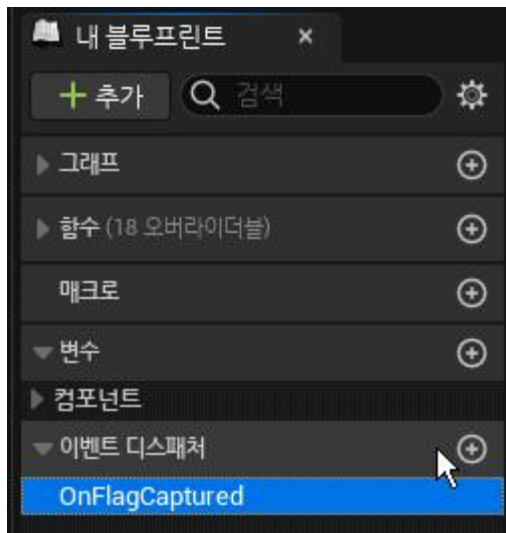 내 블루프린트
추가 검색
그래프
함수 (18 오버라이더블)
매크로
변수
컴포넌트
이벤트 디스패처
OnFlagCaptured